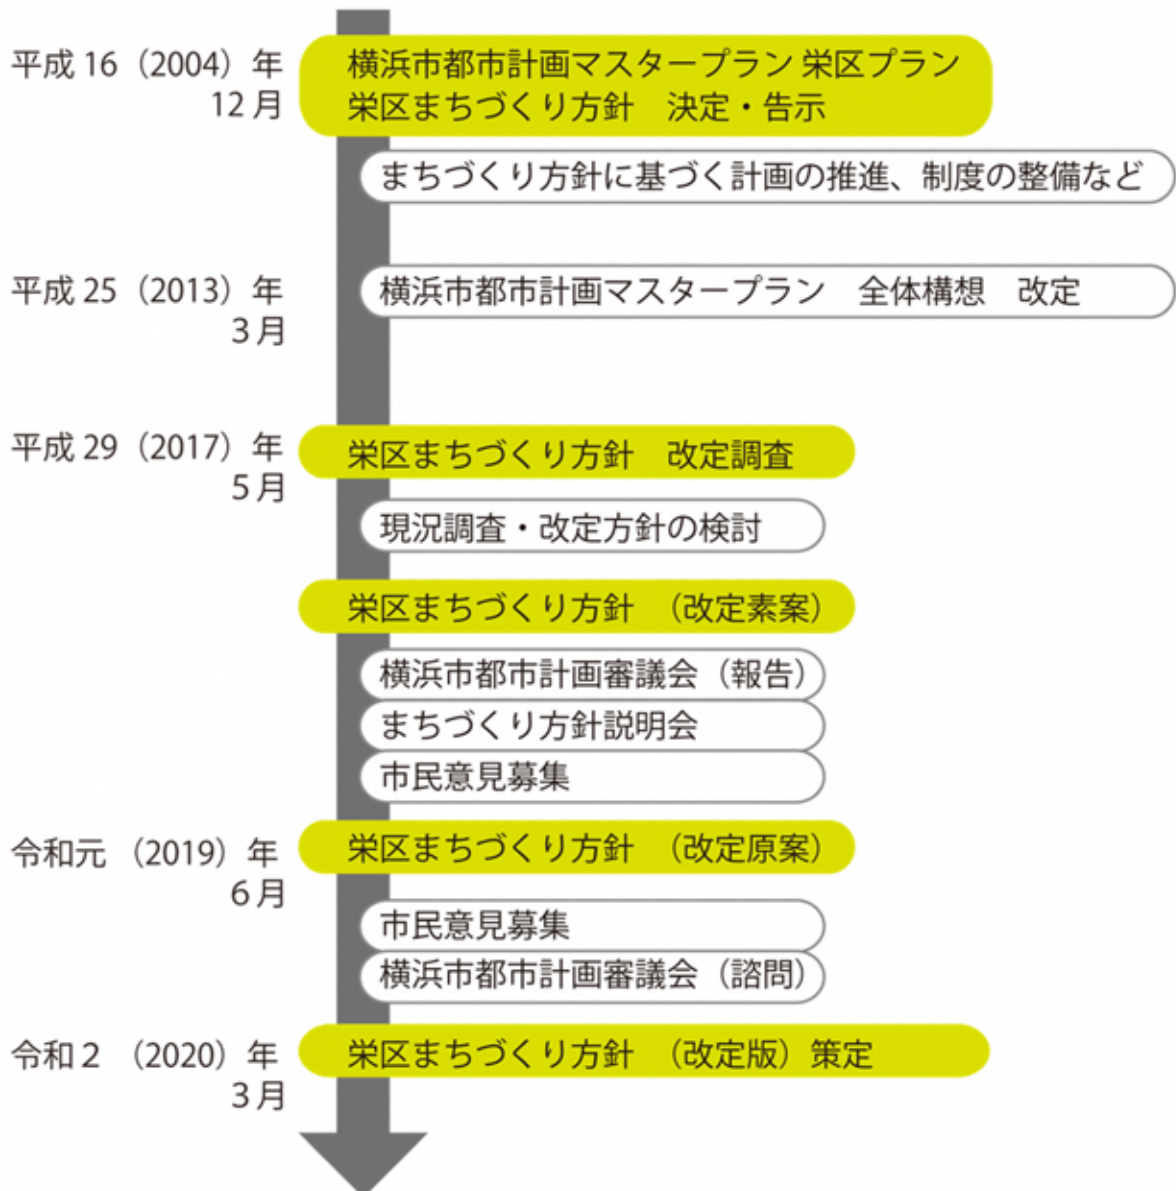 平成 16（2004）年
12 月
横浜市都市計画マスタープラン 栄区プラン
栄区まちづくり方針　決定・告示
まちづくり方針に基づく計画の推進、制度の整備など
平成 25（2013）年
3 月
横浜市都市計画マスタープラン　全体構想　改定
平成 29（2017）年
5 月
栄区まちづくり方針　改定調査
現況調査・改定方針の検討
栄区まちづくり方針　（改定素案）
横浜市都市計画審議会（報告）
まちづくり方針説明会
市民意見募集
令和元 （2019）年
6 月
栄区まちづくり方針　（改定原案）
市民意見募集
横浜市都市計画審議会（諮問）
令和２ （2020）年
3 月
栄区まちづくり方針　（改定版）策定